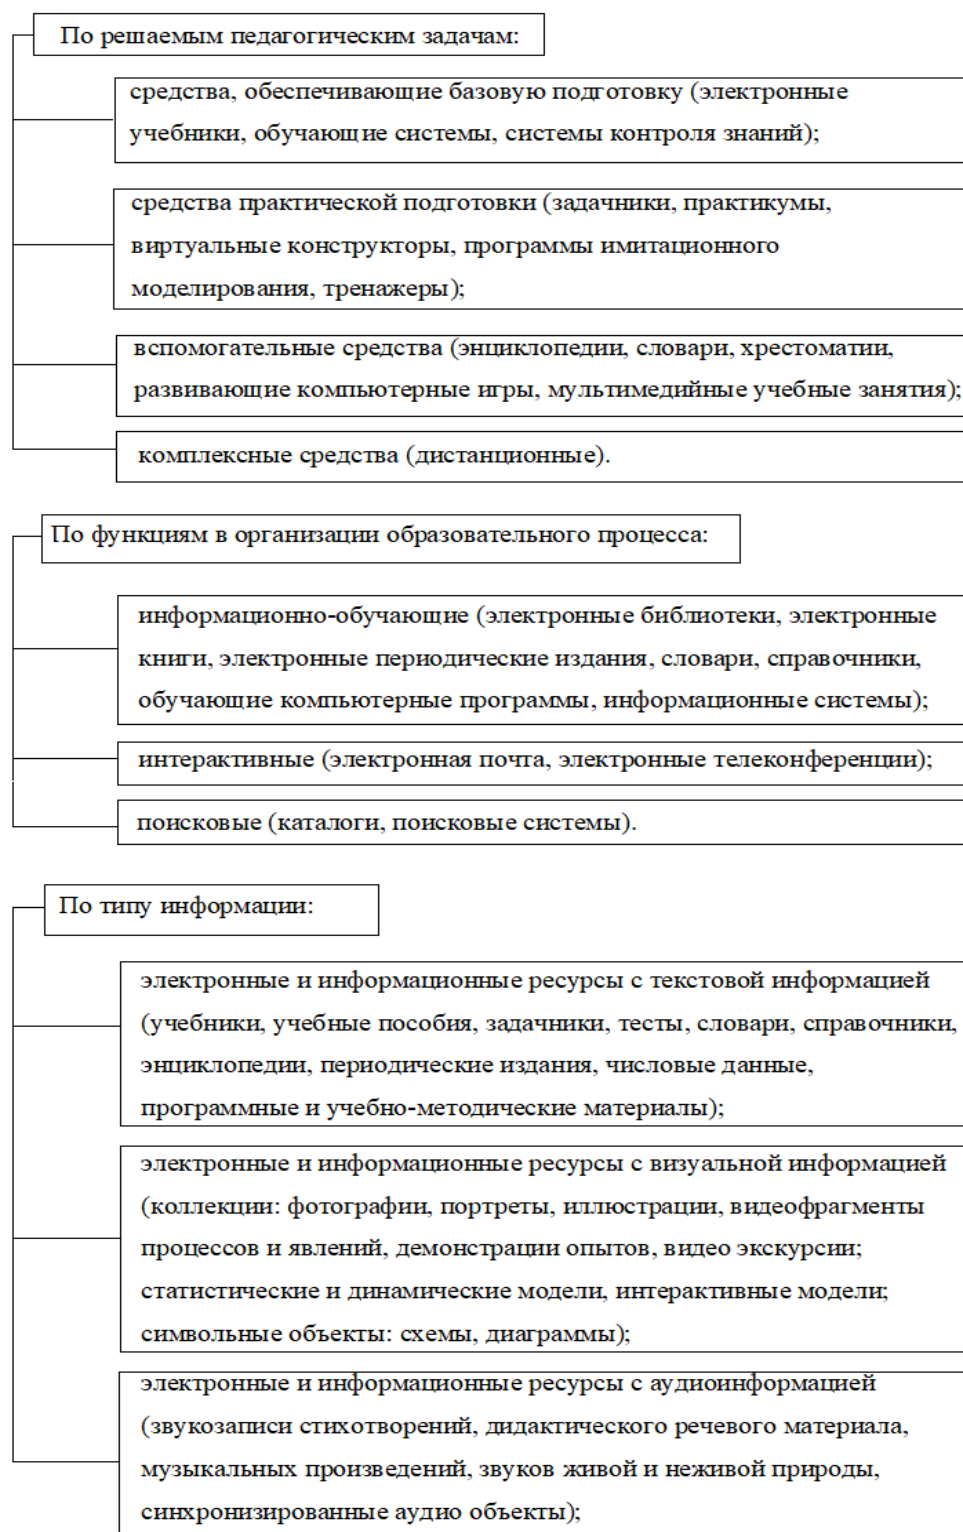 По решаемым педагогическим задачам:
средства, обеспечивающие базовую подготовку (электронные
учебники, обучающие системы, системы контроля знаний);
средства практической подготовки (задачники, практикумы,
виртуальные конструкторы, программы имитационного
моделирования, тренажеры);
вспомогательные средства (энциклопедии, словари, хрестоматии,
развивающие компьютерные игры, мультимедийные учебные занятия);
комплексные средства (дистанционные).
По функциям в организации образовательного процесса:
информационно-обучающие (электронные библиотеки, электронные
книги, электронные периодические издания, словари, справочники,
обучающие компьютерные программы, информационные системы);
интерактивные (электронная почта, электронные телеконференции);
поисковые (каталоги, поисковые системы).
По типу информации:
электронные и информационные ресурсы с текстовой информацией
(учебники, учебные пособия, задачники, тесты, словари, справочники,
энциклопедии, периодические издания, числовые данные,
программные и учебно-методические материалы);
электронные и информационные ресурсы с визуальной информацией
(коллекции: фотографии, портреты, иллюстрации, видеофрагменты
процессов и явлений, демонстрации опытов, видео экскурсии;
статистические и динамические модели, интерактивные модели;
символьные объекты: схемы, диаграммы);
электронные и информационные ресурсы с аудиоинформацией
(звукозаписи стихотворений, дидактического речевого материала,
музыкальных произведений, звуков живой и неживой природы,
синхронизированные аудио объекты);